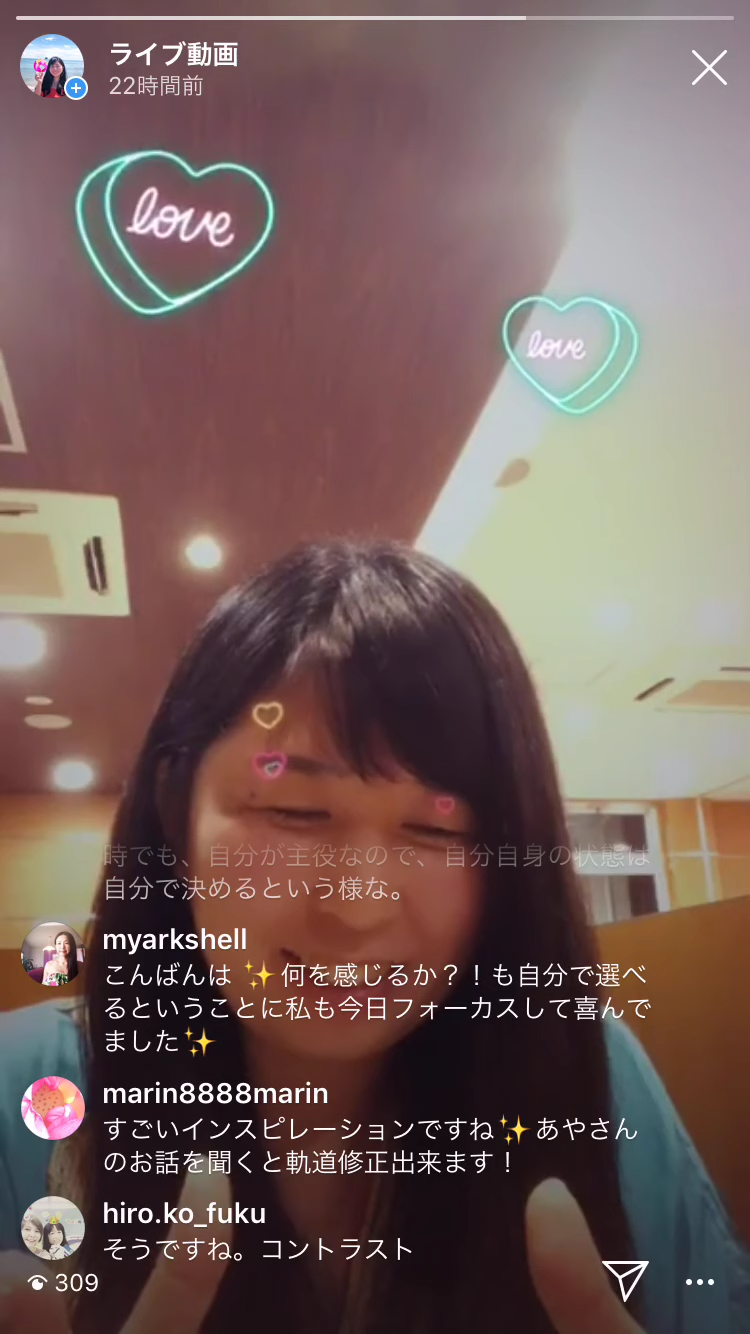 ライブ動画
22時間前
love
love
時でも、自分が主役なので、自分自身の状態は
自分で決めるという様な。
myarkshell
こんばんは ✨ 何を感じるか？！も自分で選べ
るということに私も今日フォーカスして喜んで
ました✨
marin8888marin
すごいインスピレーションですね✨ あやさん
のお話を聞くと軌道修正出来ます！
hiro.ko_fuku
そうですね。コントラスト
309